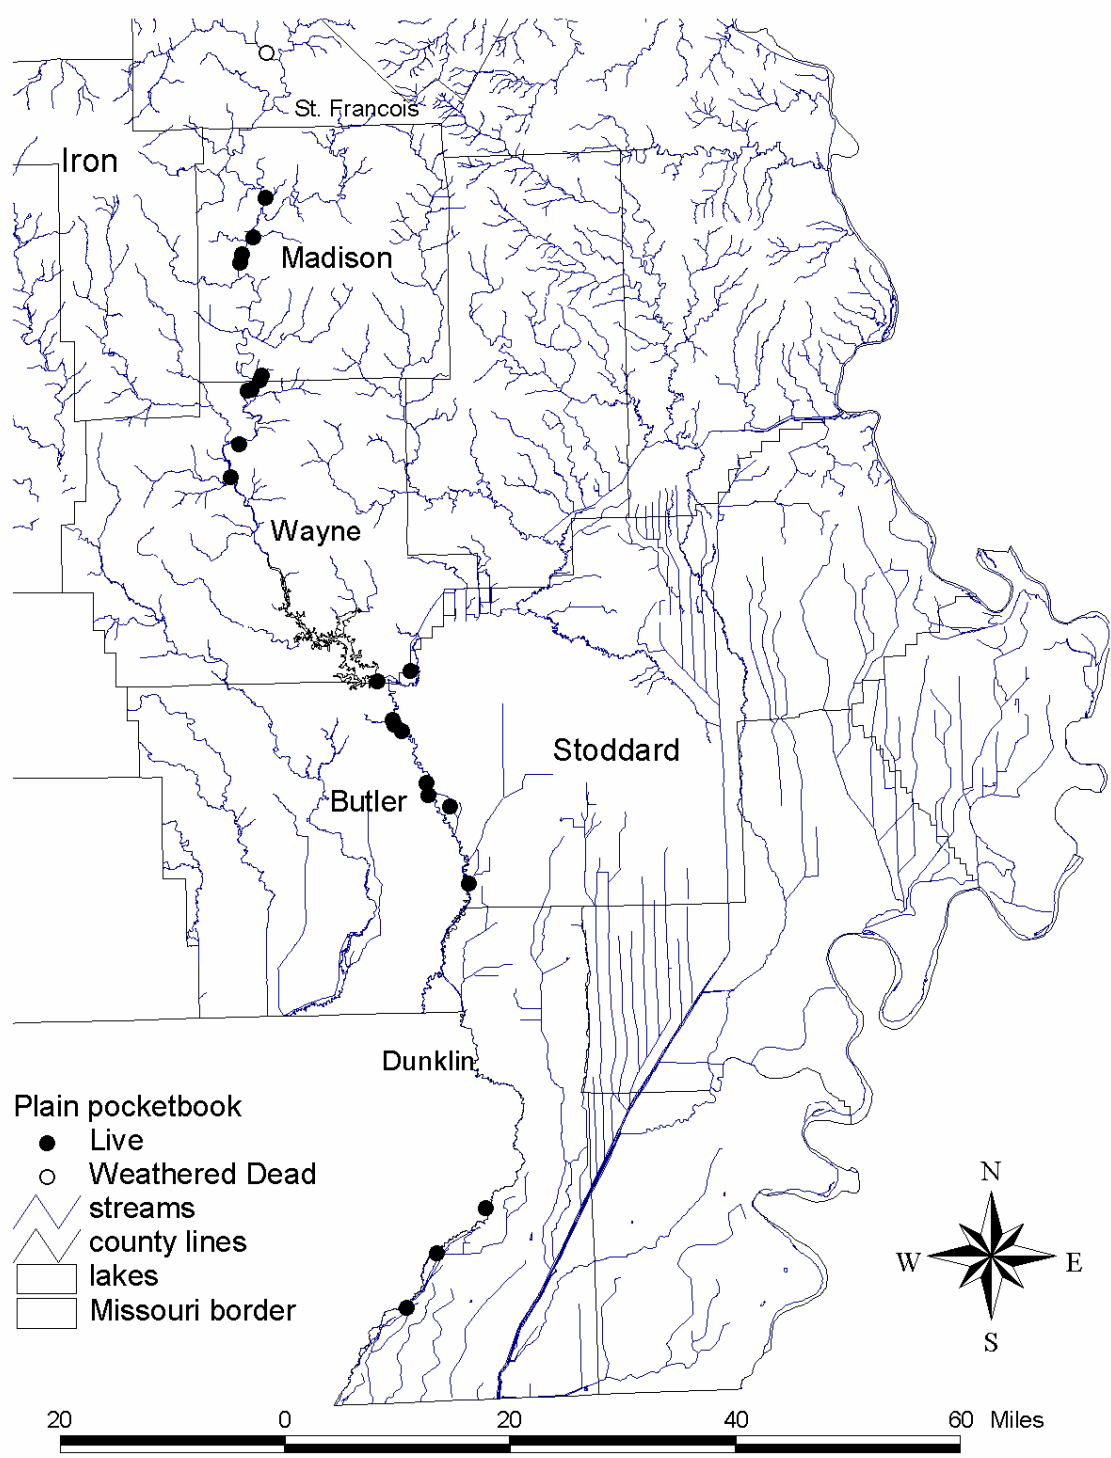 St. Francois
Iron
Madison
Wayne
Stoddard
Butler
Dunklin
Plain pocketbook
Live
Weathered Dead
streams
county lines
lakes
Missouri border
N
W E
S
20 0 20 40 60 Miles